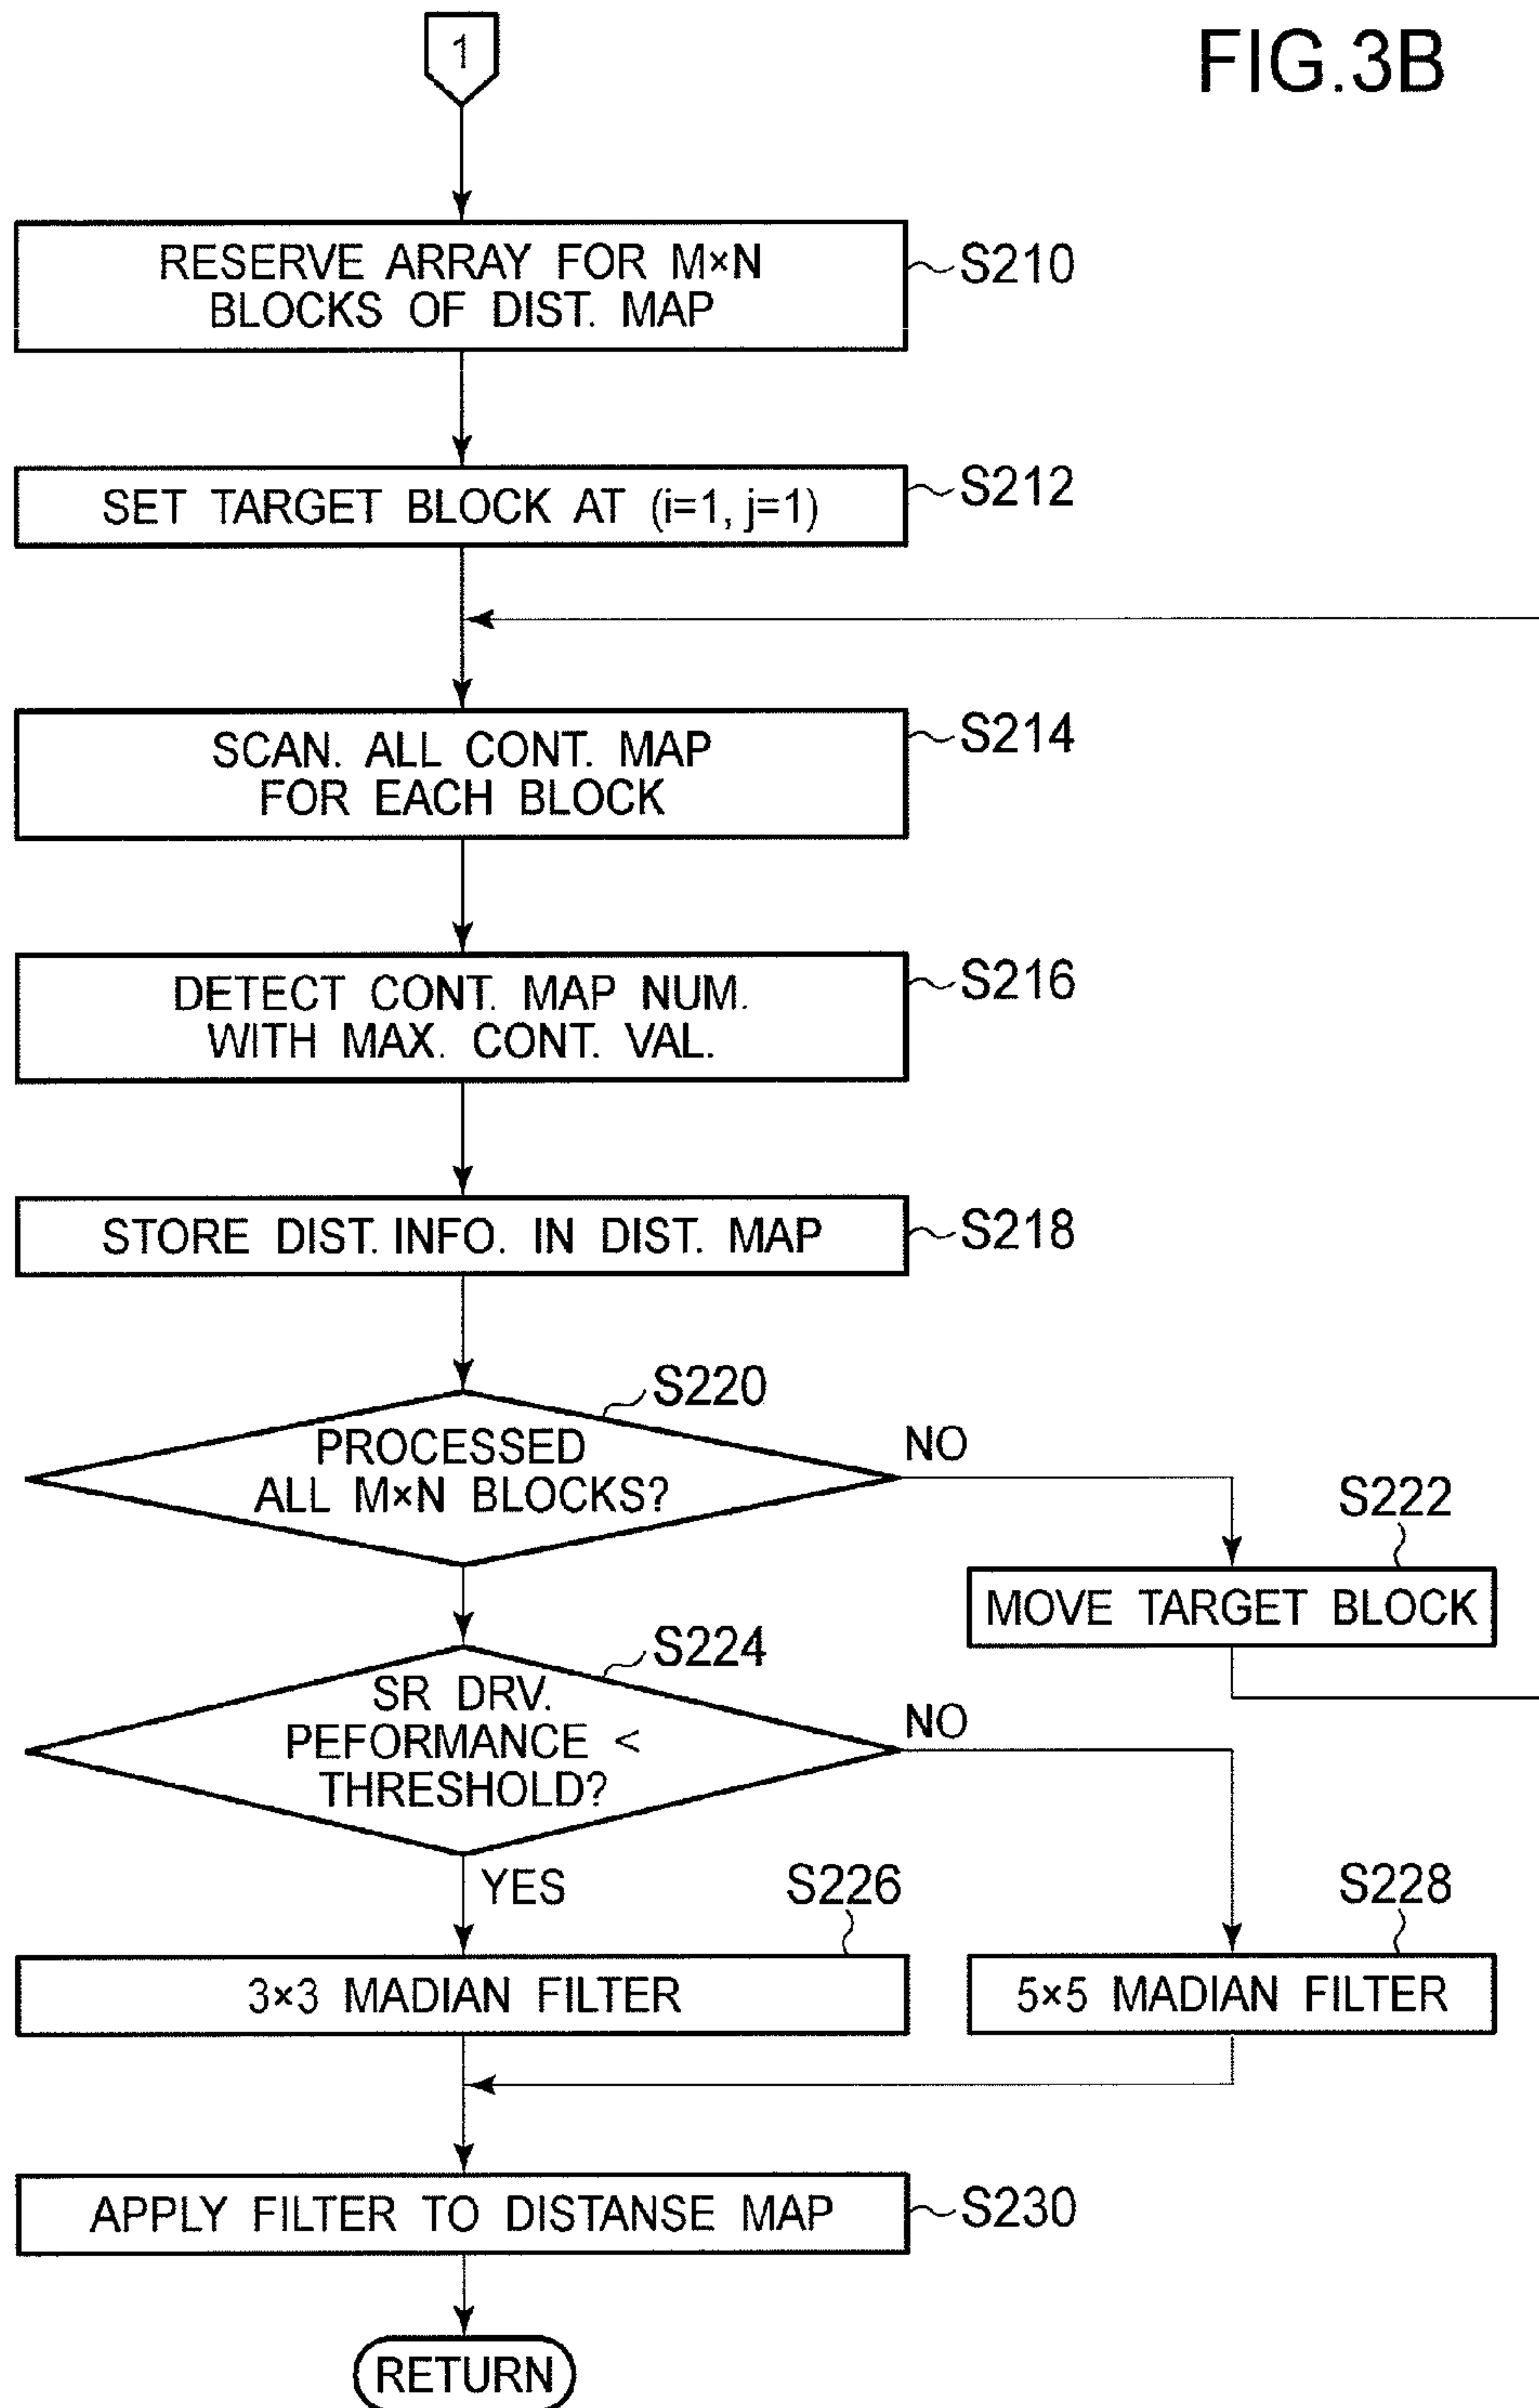 FIG.3B
1
RESERVE ARRAY FOR M×N
BLOCKS OF DIST. MAP
S210
SET TARGET BLOCK AT (i=1, j=1)
S212
SCAN. ALL CONT. MAP
FOR EACH BLOCK
S214
DETECT CONT. MAP NUM.
WITH MAX. CONT. VAL.
S216
STORE DIST. INFO. IN DIST. MAP
S218
S220
PROCESSED
ALL M×N BLOCKS?
NO
S222
MOVE TARGET BLOCK
S224
SR DRV.
PEFORMANCE <
THRESHOLD?
NO
YES
S226
3×3 MADIAN FILTER
S228
5×5 MADIAN FILTER
APPLY FILTER TO DISTANSE MAP
S230
RETURN